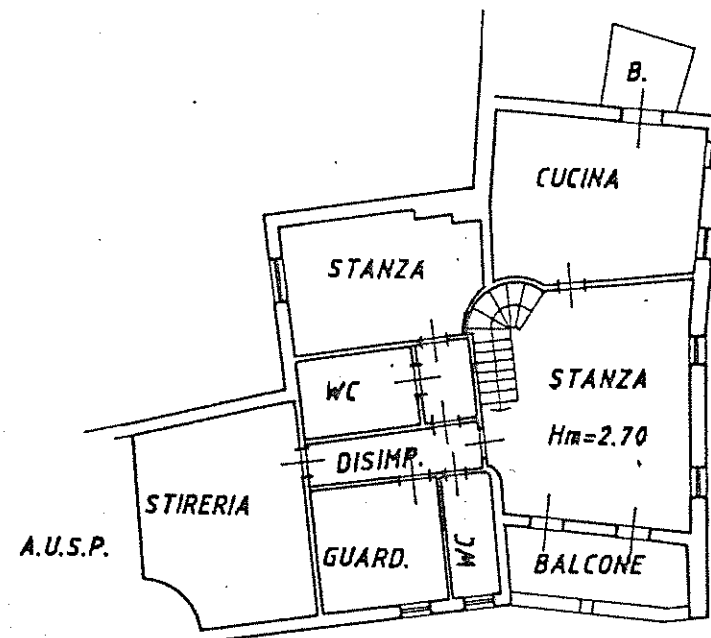 B.
CUCINA
STANZA
WC
STANZA
Hm=2.70
DISIMP.
STIRERIA
A.U.S.P.
GUARD.
WC
BALCONE